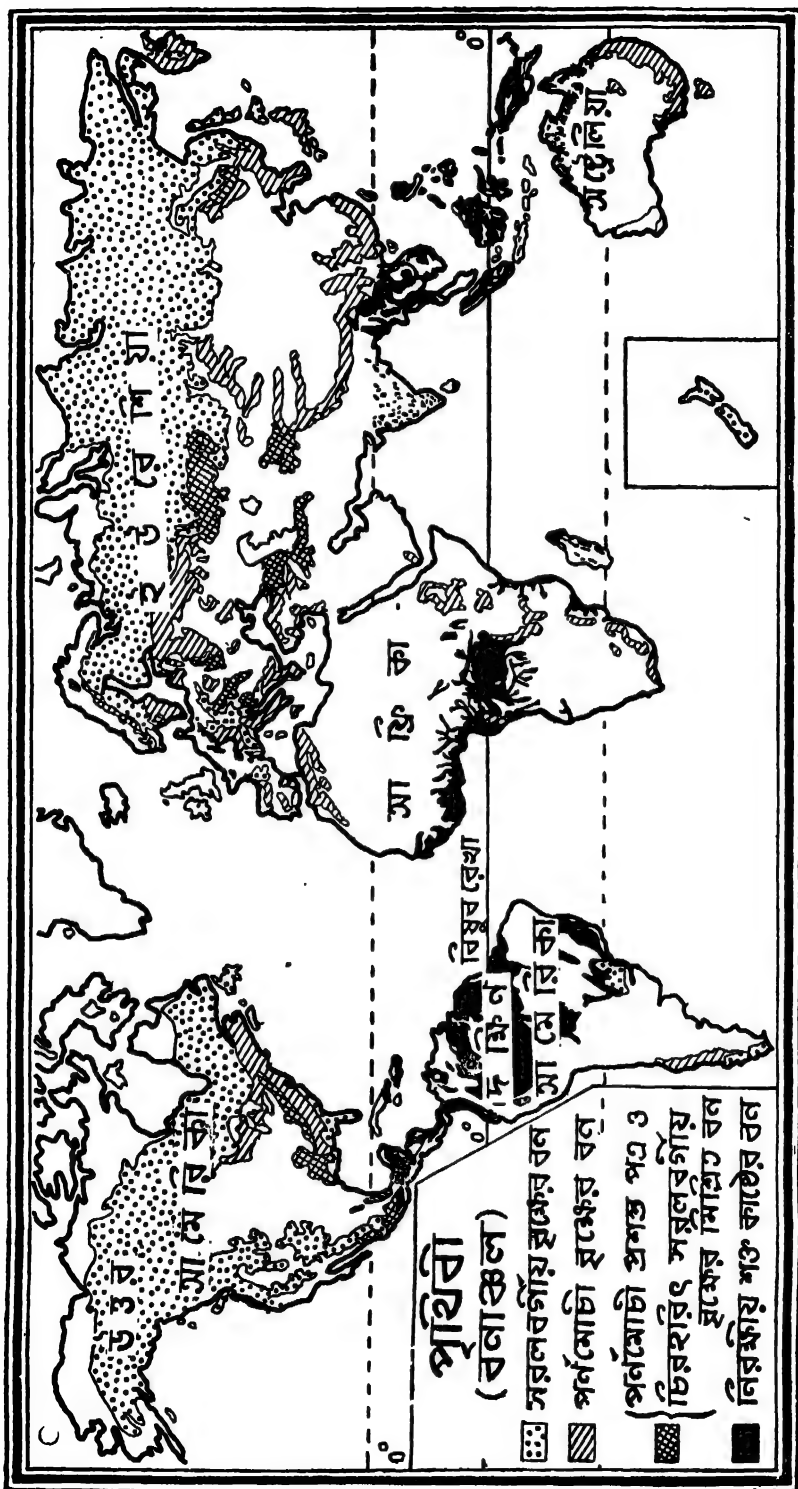 উত্তর
আমেরিকা
ইউরেশিয়া
আফ্রিকা
বিষুব রেখা
দক্ষিণ
আমেরিকা
অষ্ট্রেলিয়া
পৃথিবী
(বনাঞ্চল)
সরলবর্গীয় বৃক্ষের বন
পর্ণমোচী বৃক্ষের বন
পর্ণমোচী প্রশস্ত পত্র ও
চিরহরিৎ সরলবর্গীয়
বৃক্ষের মিশ্রিত বন
নিরক্ষীয় শক্ত কাষ্ঠের বন